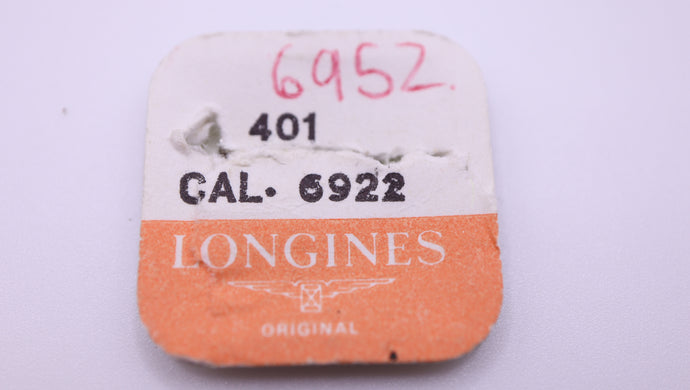 6952.
401
CAL. 6922
LONGINES
ORIGINAL